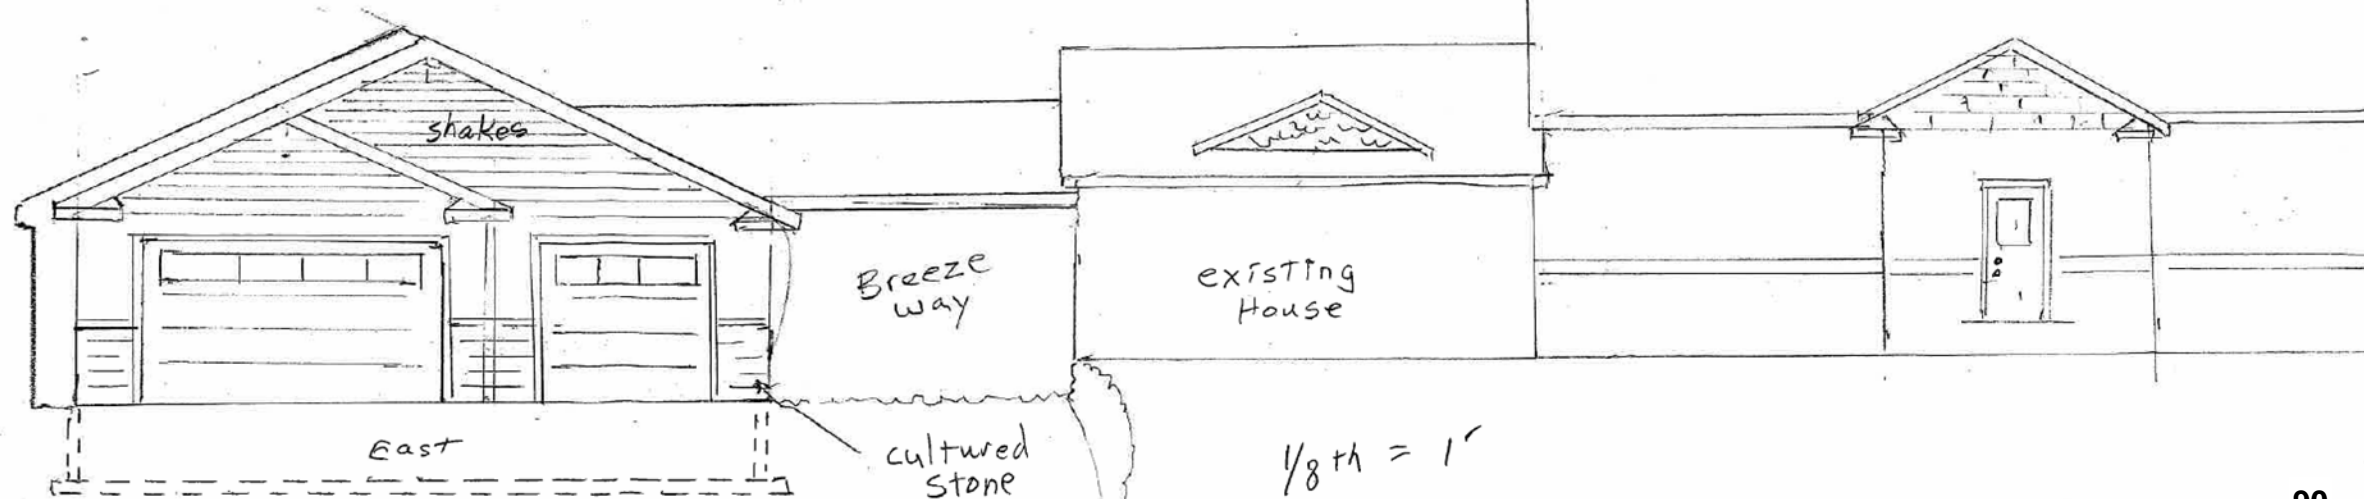 shakes
Breeze
way
existing
House
East
cultured
stone
1/8th = 1'